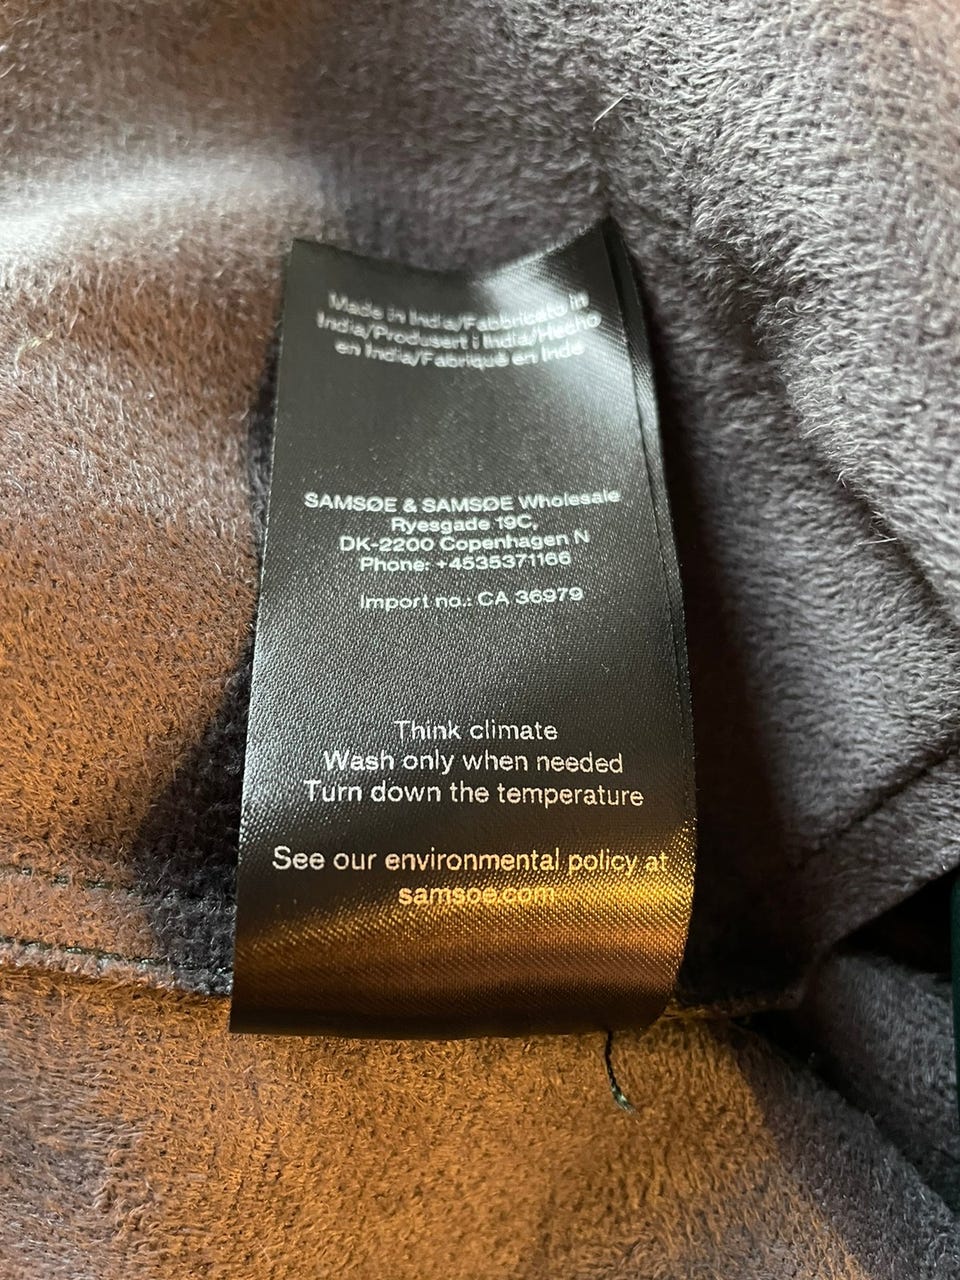 Made in India/Fabbricato in
India/Produsert i India/Hecho
en India/Fabriqué en Inde
SAMSØE & SAMSØE Wholesale
Ryesgade 19C,
DK-2200 Copenhagen N
Phone: +4535371166
Import no.: CA 36979
Think climate
Wash only when needed
Turn down the temperature
See our environmental policy at
samsoe.com